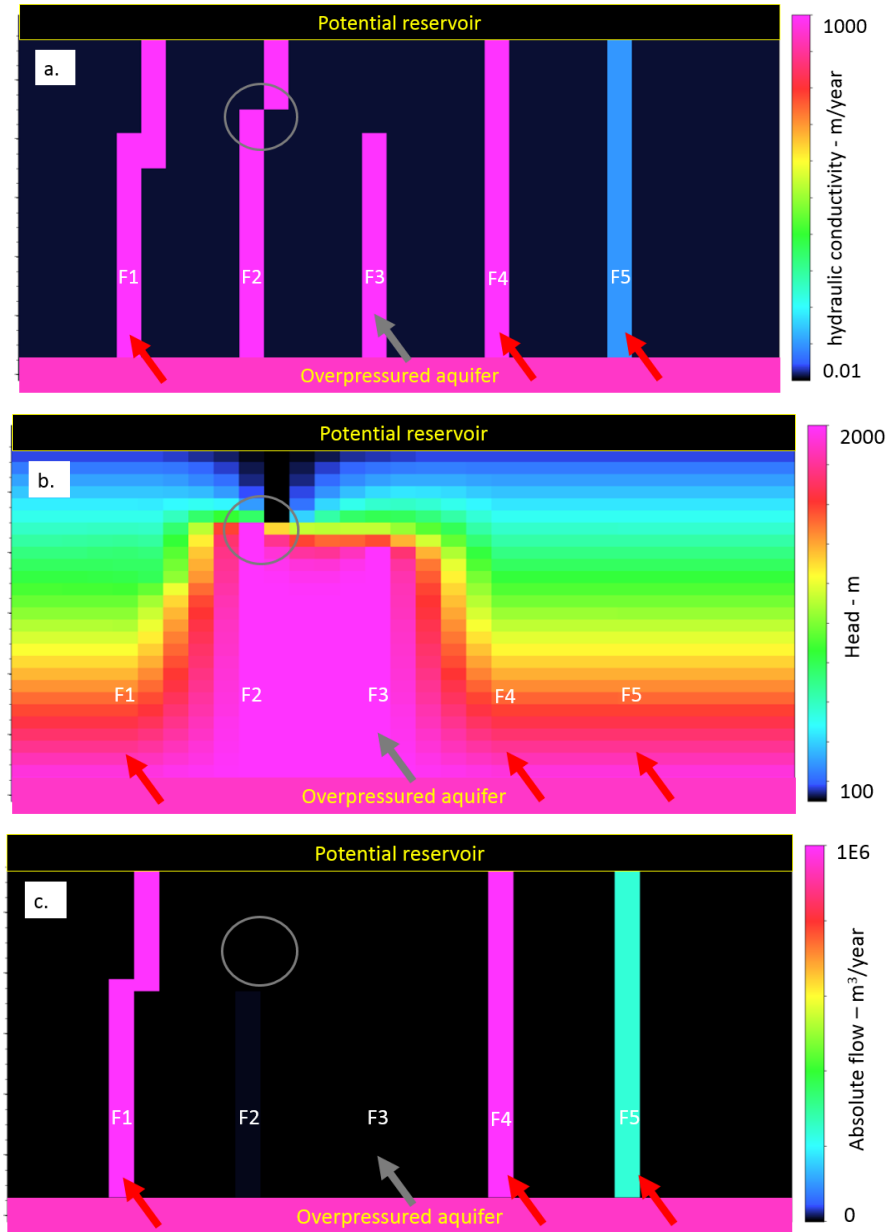 Potential reservoir
a.
1000
hydraulic conductivity - m/year
0.01
F1
F2
F3
F4
F5
Overpressured aquifer
Potential reservoir
b.
2000
Head - m
100
F1
F2
F3
F4
F5
Overpressured aquifer
Potential reservoir
c.
1E6
Absolute flow – m³/year
0
F1
F2
F3
F4
F5
Overpressured aquifer